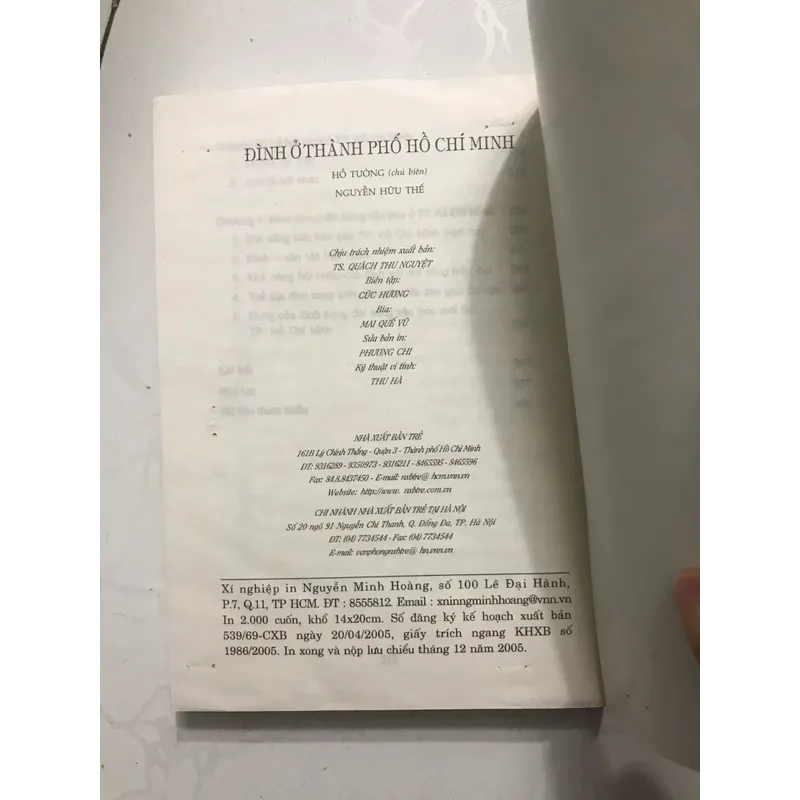 ĐÌNH Ở THÀNH PHỐ HỒ CHÍ MINH
HỒ TƯỜNG (chủ biên)
NGUYỄN HỮU THẾ
Chịu trách nhiệm xuất bản:
TS. QUÁCH THU NGUYỆT
Biên tập:
CÚC HƯƠNG
Bìa:
MAI QUẾ VŨ
Sửa bản in:
PHƯƠNG CHI
Kỹ thuật vi tính:
THU HÀ
NHÀ XUẤT BẢN TRẺ
161B Lý Chính Thắng - Quận 3 - Thành phố Hồ Chí Minh
ĐT: 9316289 - 9350973 - 9316211 - 8465595 - 8465596
Fax: 84.8.8437450 - E-mail: nxbtre@ hcm.vnn.vn
Website: http://www. nxbtre.com.vn
CHI NHÁNH NHÀ XUẤT BẢN TRẺ TẠI HÀ NỘI
Số 20 ngõ 91 Nguyễn Chí Thanh, Q. Đống Đa, TP. Hà Nội
ĐT: (04) 7734544 - Fax: (04) 7734544
E-mail: vanphongnxbtre@ hn.vnn.vn
Xí nghiệp in Nguyễn Minh Hoàng, số 100 Lê Đại Hành,
P.7, Q.11, TP HCM. ĐT : 8555812. Email : xninngminhhoang@vnn.vn
In 2.000 cuốn, khổ 14x20cm. Số đăng ký kế hoạch xuất bản
539/69-CXB ngày 20/04/2005, giấy trích ngang KHXB số
1986/2005. In xong và nộp lưu chiểu tháng 12 năm 2005.